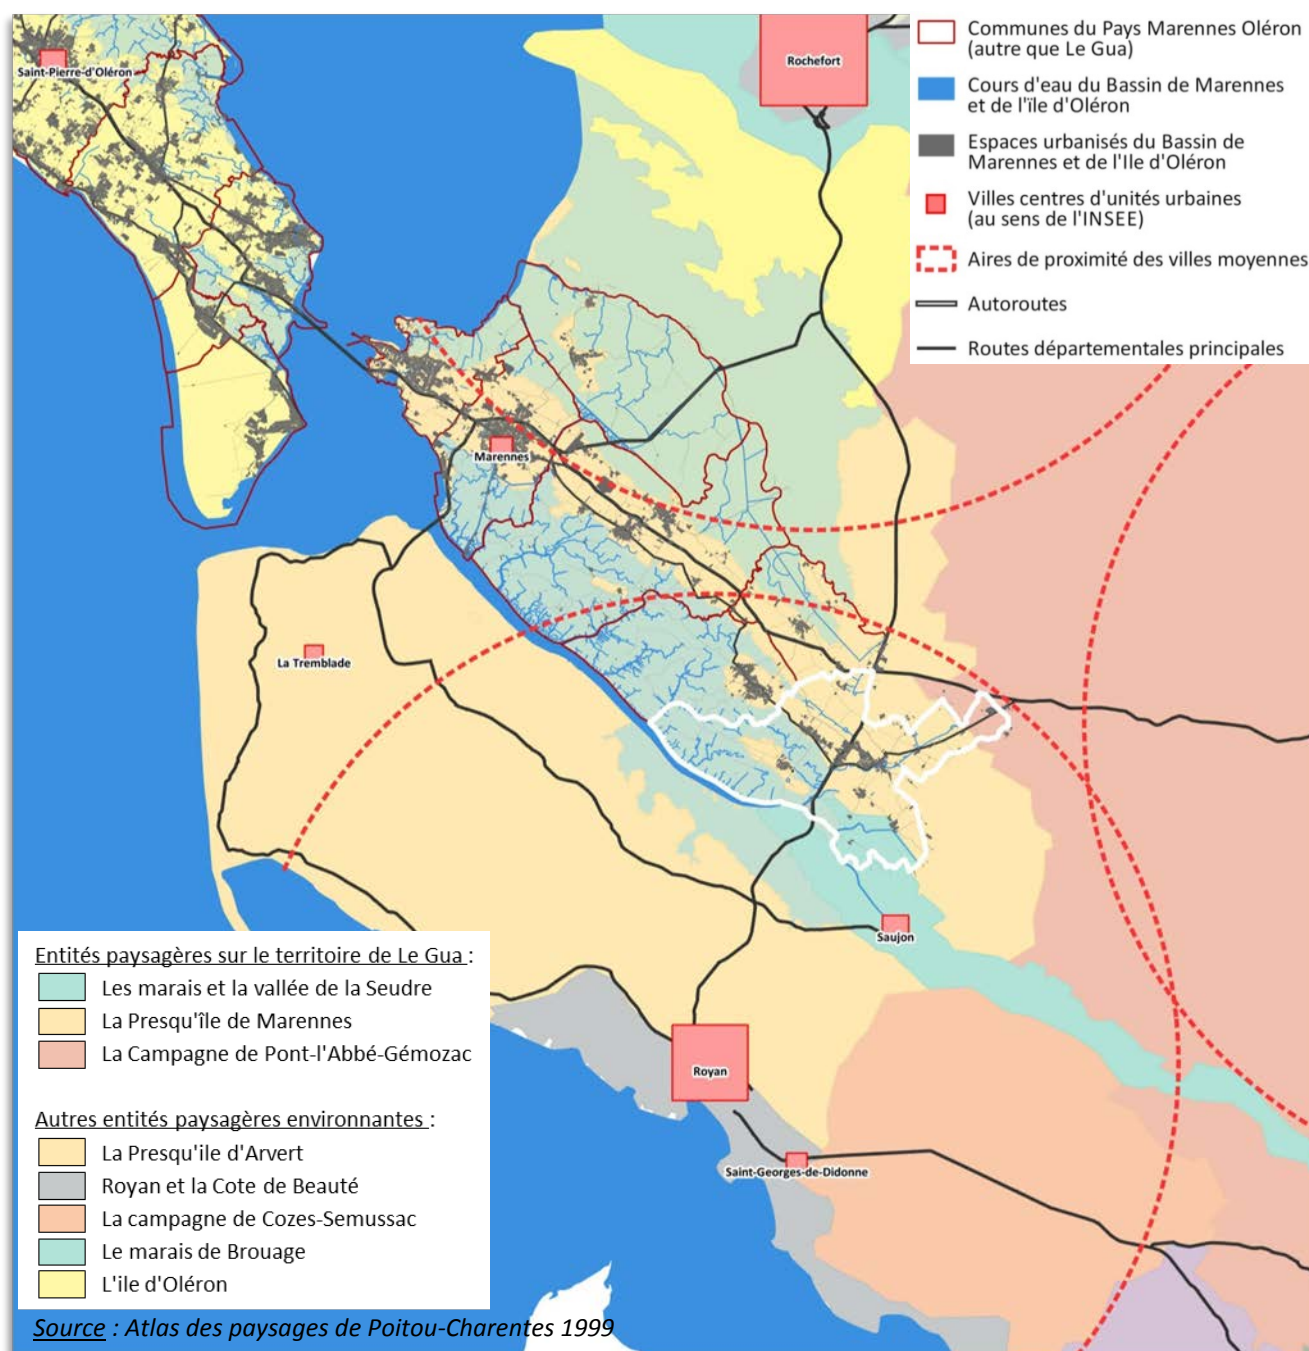 Communes du Pays Marennes Oléron
(autre que Le Gua)
Cours d'eau du Bassin de Marennes
et de l'île d'Oléron
Espaces urbanisés du Bassin de
Marennes et de l'Ile d'Oléron
Villes centres d'unités urbaines
(au sens de l'INSEE)
Aires de proximité des villes moyennes
Autoroutes
Routes départementales principales
Saint-Pierre-d'Oléron
Rochefort
Marennes
La Tremblade
Saujon
Royan
Saint-Georges-de-Didonne
Entités paysagères sur le territoire de Le Gua :
Les marais et la vallée de la Seudre
La Presqu'île de Marennes
La Campagne de Pont-l'Abbé-Gémozac
Autres entités paysagères environnantes :
La Presqu'ile d'Arvert
Royan et la Cote de Beauté
La campagne de Cozes-Semussac
Le marais de Brouage
L'ile d'Oléron
Source : Atlas des paysages de Poitou-Charentes 1999